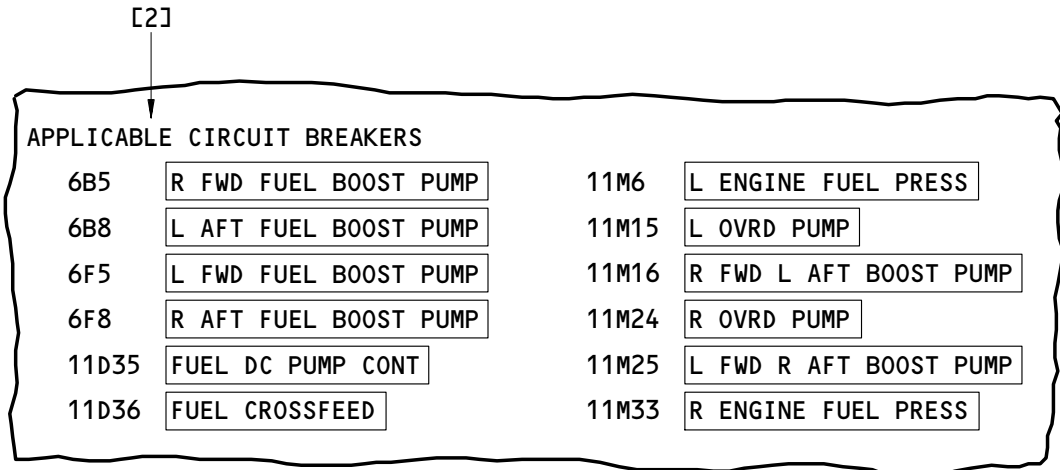 [2]
APPLICABLE CIRCUIT BREAKERS
6B5 R FWD FUEL BOOST PUMP 11M6 L ENGINE FUEL PRESS
6B8 L AFT FUEL BOOST PUMP 11M15 L OVRD PUMP
6F5 L FWD FUEL BOOST PUMP 11M16 R FWD L AFT BOOST PUMP
6F8 R AFT FUEL BOOST PUMP 11M24 R OVRD PUMP
11D35 FUEL DC PUMP CONT 11M25 L FWD R AFT BOOST PUMP
11D36 FUEL CROSSFEED 11M33 R ENGINE FUEL PRESS